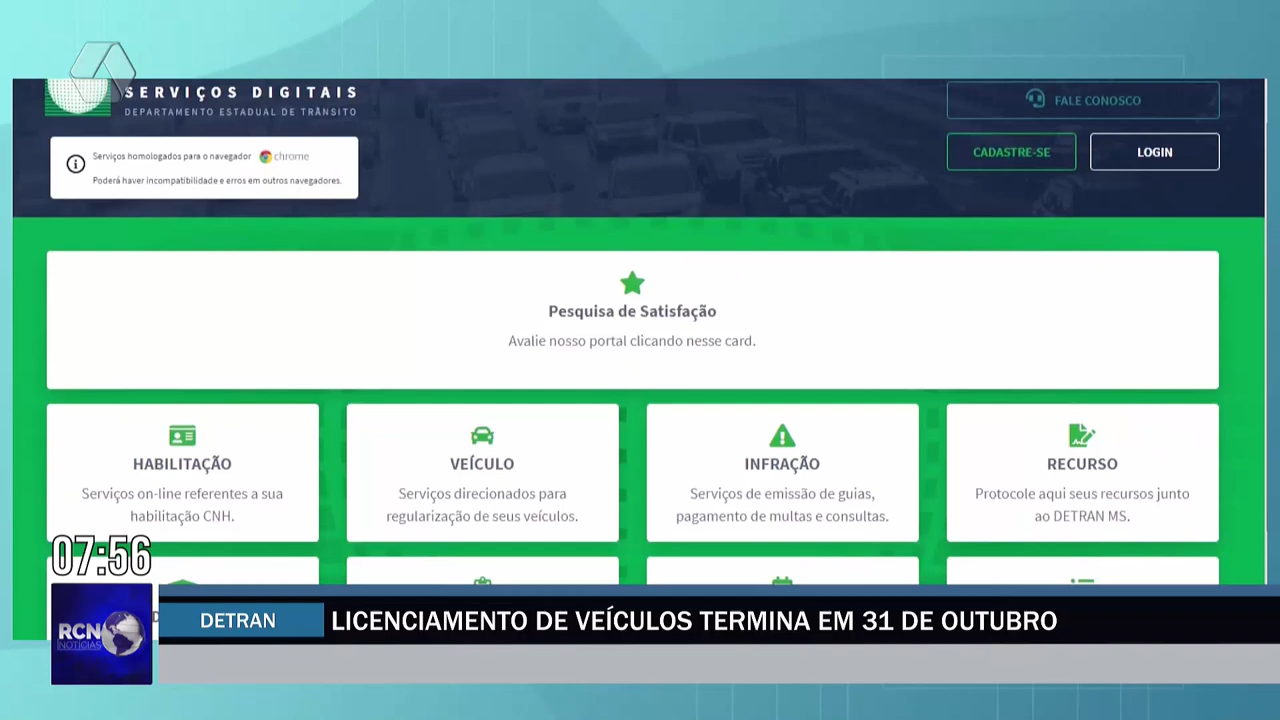 SERVIÇOS DIGITAIS
DEPARTAMENTO ESTADUAL DE TRÂNSITO
FALE CONOSCO
Serviços homologados para o navegador chrome
Poderá haver incompatibilidade e erros em outros navegadores.
CADASTRE-SE
LOGIN
Pesquisa de Satisfação
Avalie nosso portal clicando nesse card.
HABILITAÇÃO
Serviços on-line referentes a sua
habilitação CNH.
VEÍCULO
Serviços direcionados para
regularização de seus veículos.
INFRAÇÃO
Serviços de emissão de guias,
pagamento de multas e consultas.
RECURSO
Protocole aqui seus recursos junto
ao DETRAN MS.
07:56
RCN
NOTÍCIAS
DETRAN
LICENCIAMENTO DE VEÍCULOS TERMINA EM 31 DE OUTUBRO